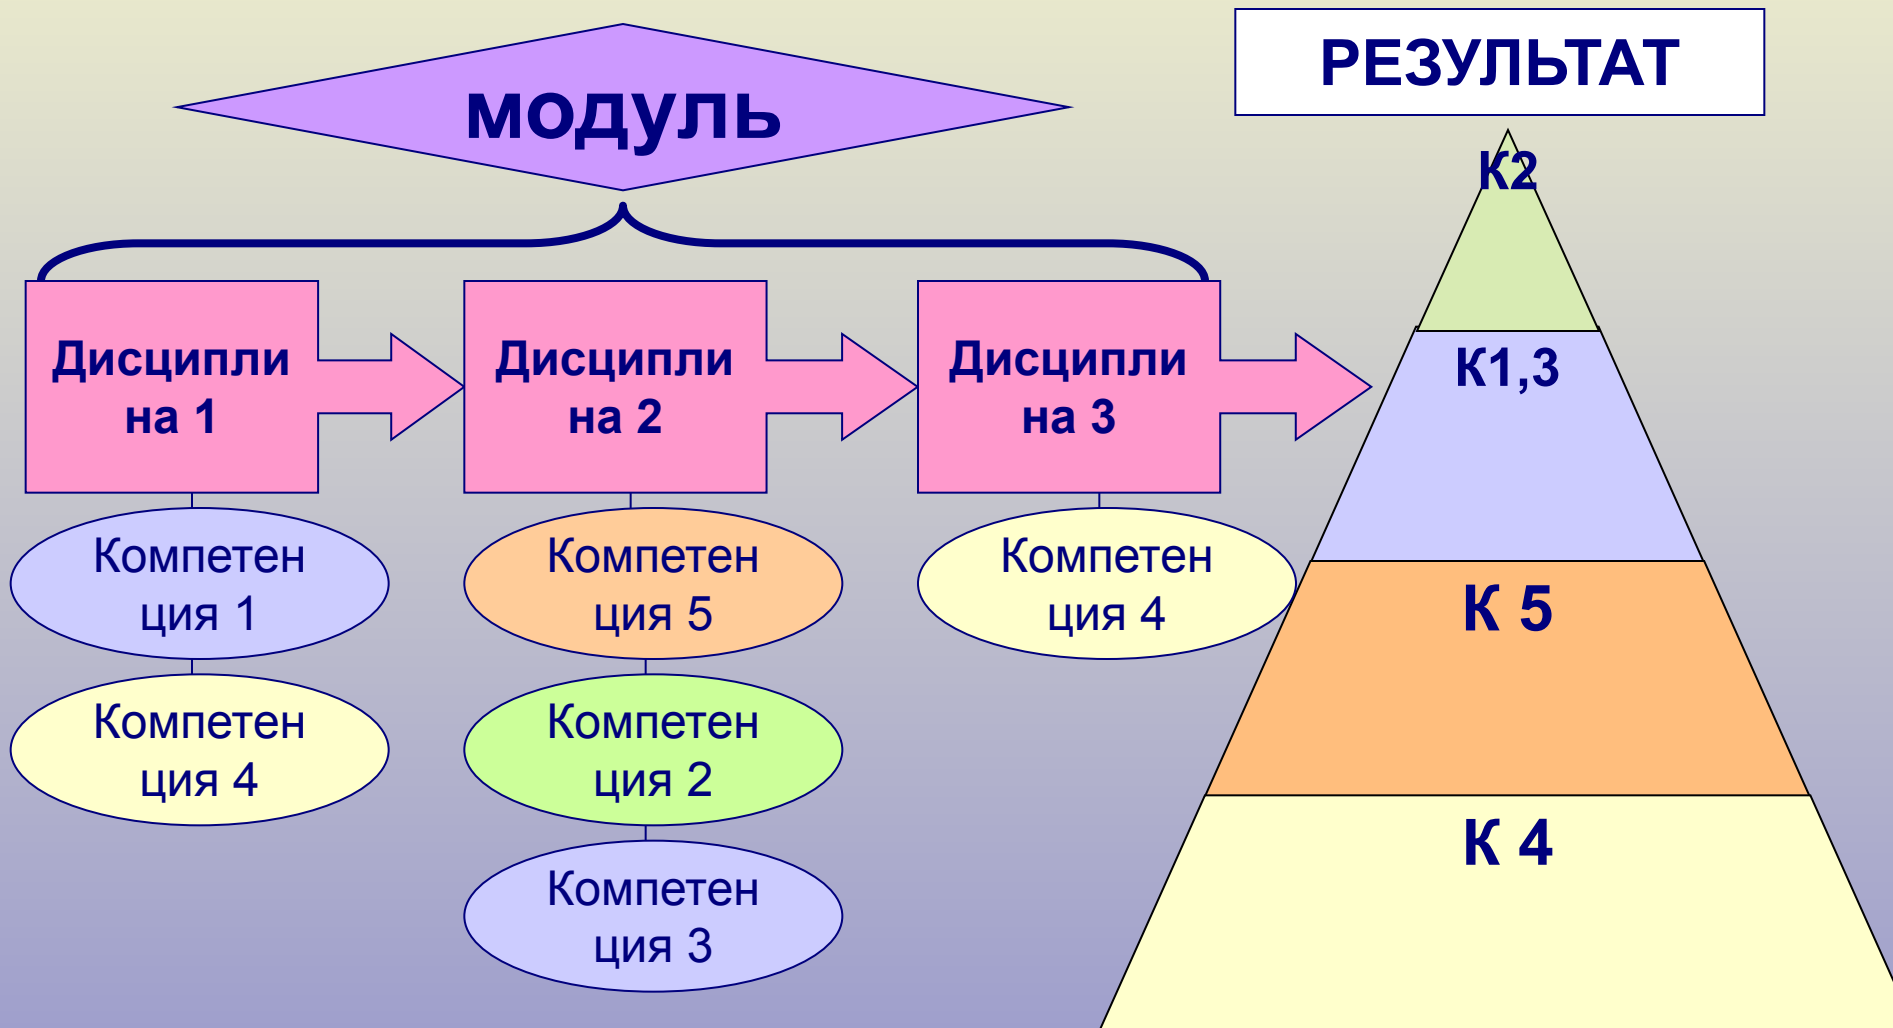 модуль
РЕЗУЛЬТАТ
Дисципли
на 1
Дисципли
на 2
Дисципли
на 3
Компетен
ция 1
Компетен
ция 4
Компетен
ция 5
Компетен
ция 2
Компетен
ция 3
Компетен
ция 4
К2
К1,3
К 5
К 4